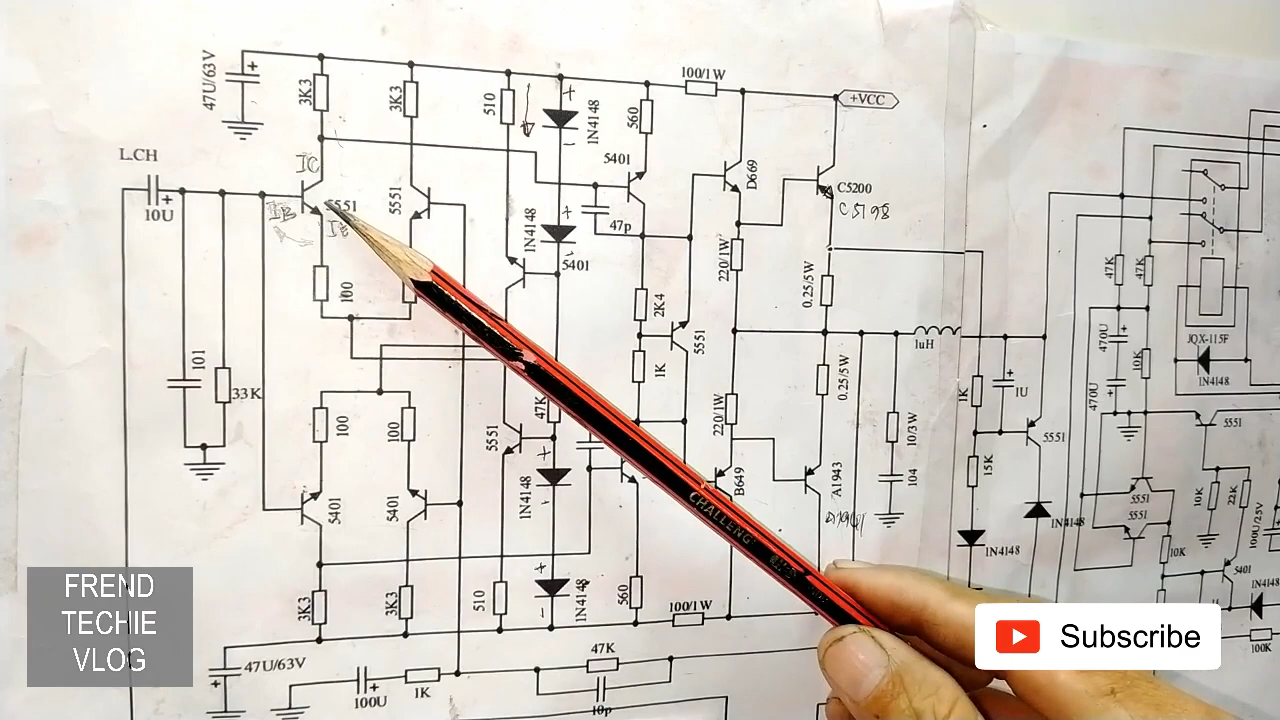 47U/63V
3K3
3K3
510
1N4148
560
100/1W
+VCC
L.CH
10U
IC
IB
5551
5551
5401
D669
C5200
C5198
47p
1N4148
5401
220/1W
0.25/5W
47K
47K
100
2K4
5551
1uH
JQX-115F
1N4148
470U
470U
10K
101
33K
1K
0.25/5W
1K
1U
100
100
47K
220/1W
10/3W
5551
5551
5551
15K
104
5401
5401
1N4148
B649
A1943
1N4148
1N4148
5551
5551
10K
22K
100U/25V
10K
5401
1N4148
3K3
3K3
510
1N4148
560
100/1W
100K
47U/63V
100U
1K
47K
10p
CHALLENG
FREND
TECHIE
VLOG
Subscribe